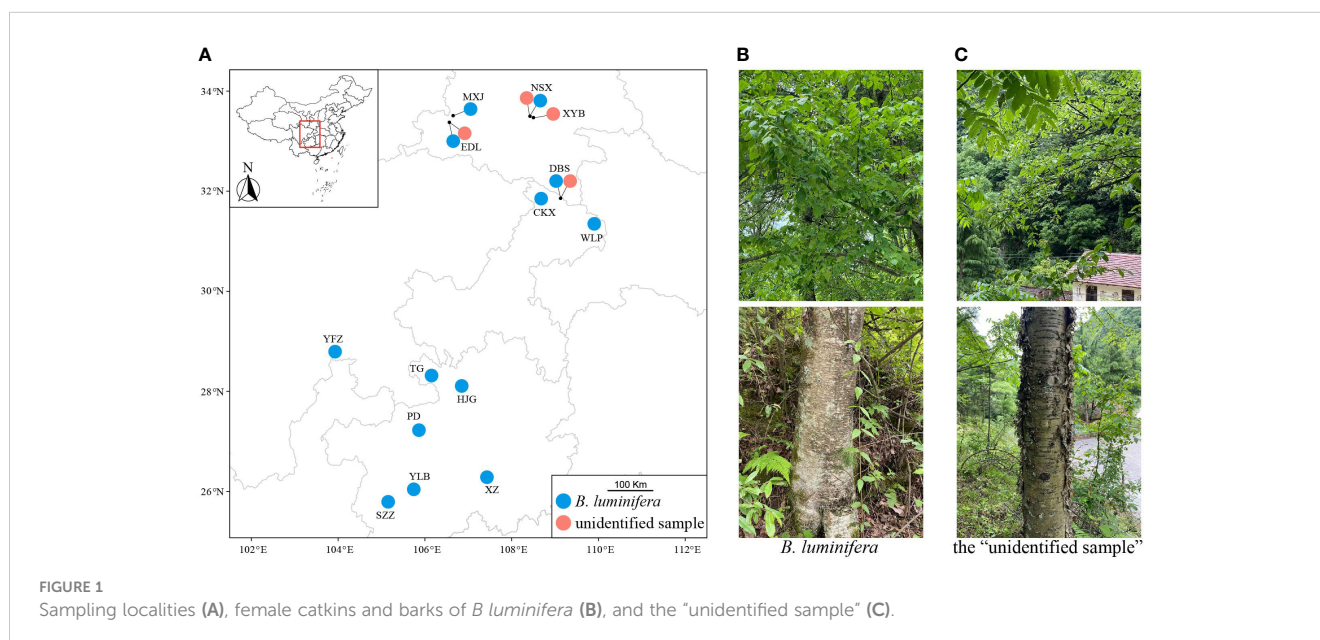 A
B
C
34°N
32°N
30°N
28°N
26°N
N
MXJ
NSX
XYB
EDL
DBS
CKX
WLP
YFZ
TG
HJG
PD
YLB
XZ
SZZ
100 Km
B. luminifera
unidentified sample
102°E 104°E 106°E 108°E 110°E 112°E
B. luminifera
the "unidentified sample"
FIGURE 1
Sampling localities (A), female catkins and barks of B luminifera (B), and the "unidentified sample" (C).